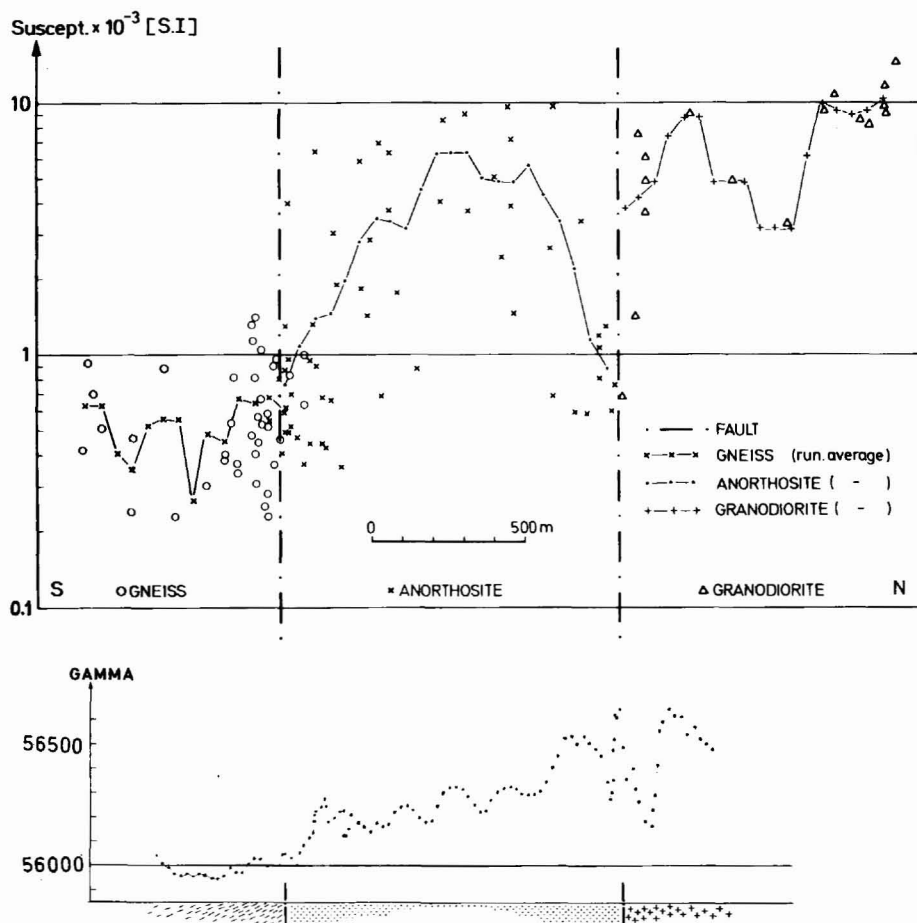 Suscept. × 10⁻³ [S.I]
10
1
0.1
FAULT
GNEISS (run. average)
ANORTHOSITE ( - )
GRANODIORITE ( - )
0 500 m
S O GNEISS × ANORTHOSITE Δ GRANODIORITE N
GAMMA
56500
56000